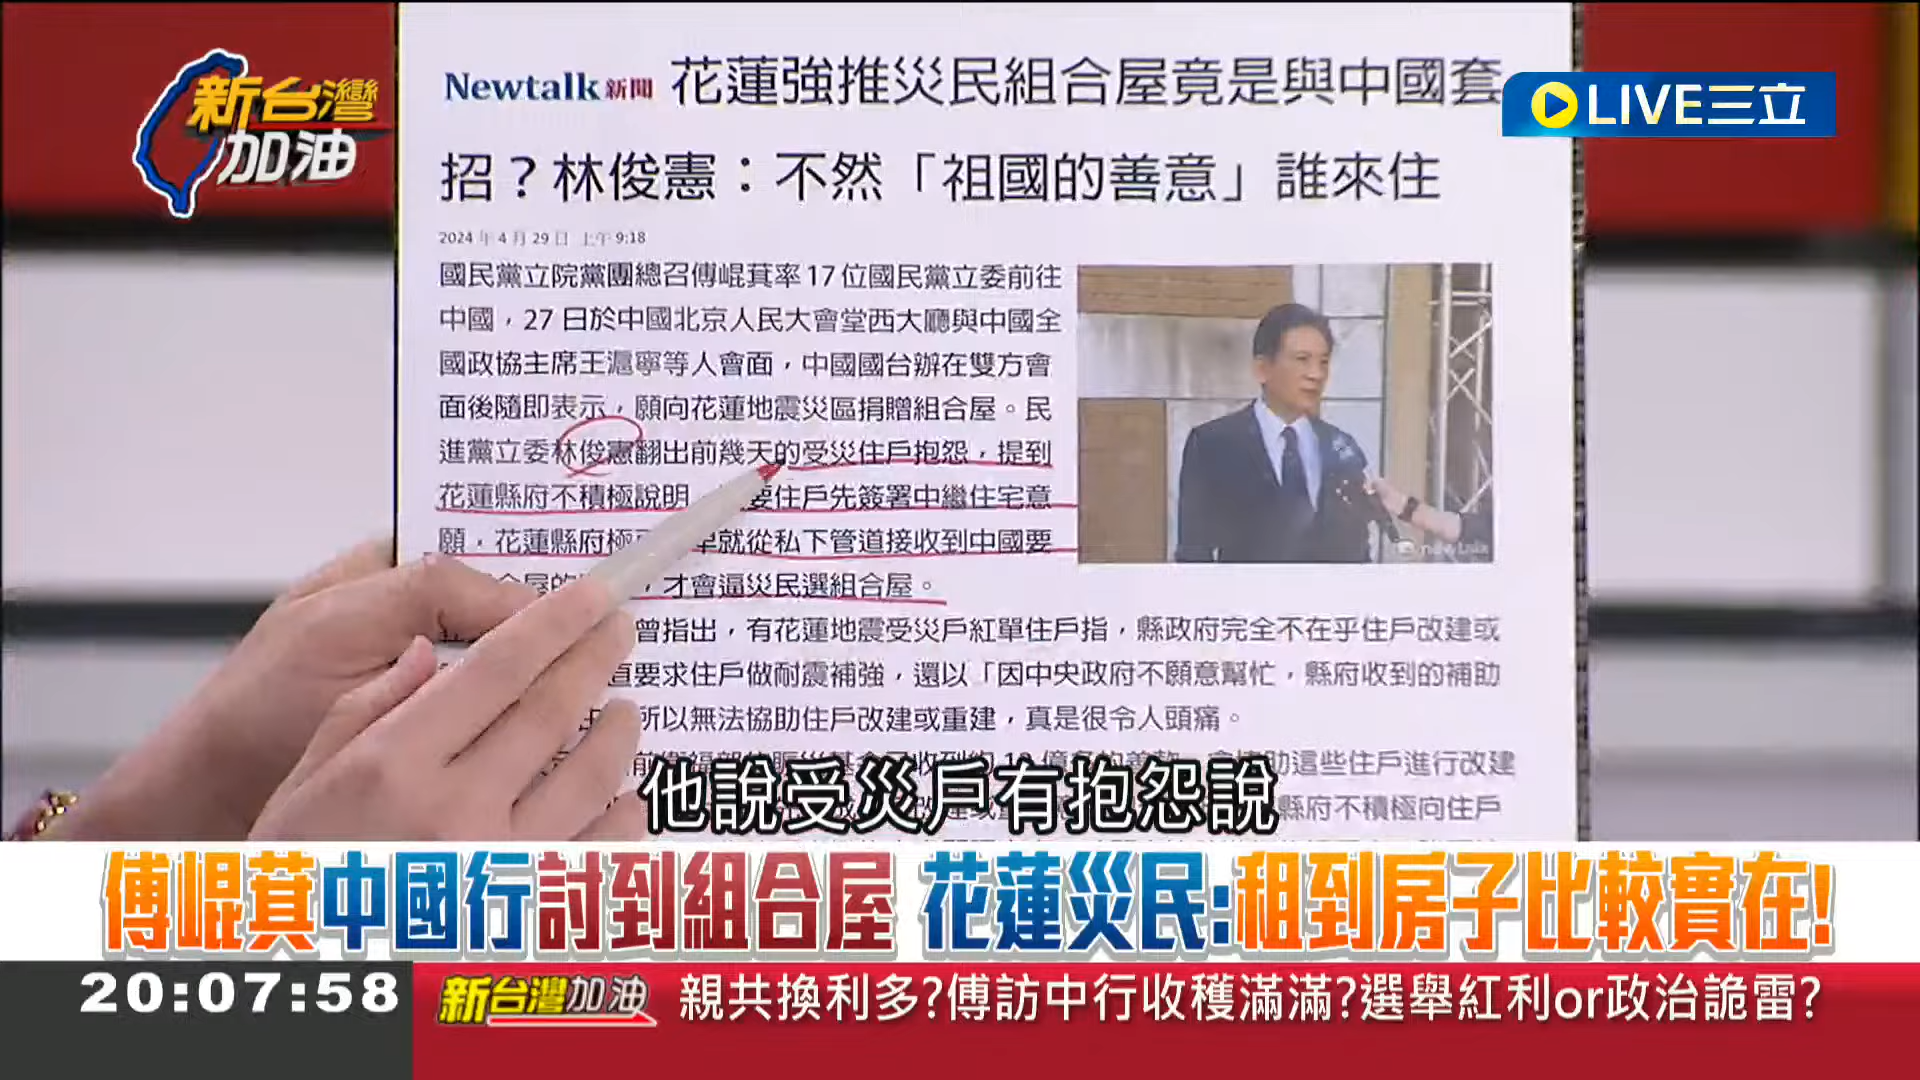 新台灣
加油
Newtalk新聞 花蓮強推災民組合屋竟是與中國套
招？林俊憲：不然「祖國的善意」誰來住
LIVE三立
2024 年 4 月 29 日 上午 9:18
國民黨立院黨團總召傅崐萁率 17 位國民黨立委前往
中國，27 日於中國北京人民大會堂西大廳與中國全
國政協主席王滬寧等人會面，中國國台辦在雙方會
面後隨即表示，願向花蓮地震災區捐贈組合屋。民
進黨立委林俊憲翻出前幾天的受災住戶抱怨，提到
花蓮縣府不積極說明 要住戶先簽署中繼住宅意
願，花蓮縣府極 早就從私下管道接收到中國要
合屋的 ，才會逼災民選組合屋。
newtalk
曾指出，有花蓮地震受災戶紅單住戶指，縣政府完全不在乎住戶改建或
直要求住戶做耐震補強，還以「因中央政府不願意幫忙，縣府收到的補助
所以無法協助住戶改建或重建，真是很令人頭痛。
助這些住戶進行改建
縣府不積極向住戶
他說受災戶有抱怨說
傅崐萁中國行討到組合屋 花蓮災民:租到房子比較實在!
20:07:58 新台灣加油 親共換利多?傅訪中行收穫滿滿?選舉紅利or政治詭雷?